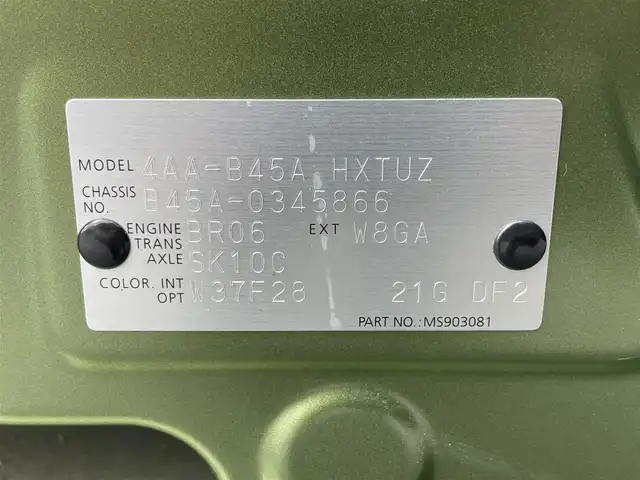 MODEL 4AA-B45A HXTUZ
CHASSIS NO. B45A-0345866
ENGINE BR06 EXT W8GA
TRANS AXLE SK10C
COLOR. INT OPT W37F28 21G DF2
PART NO.:MS903081